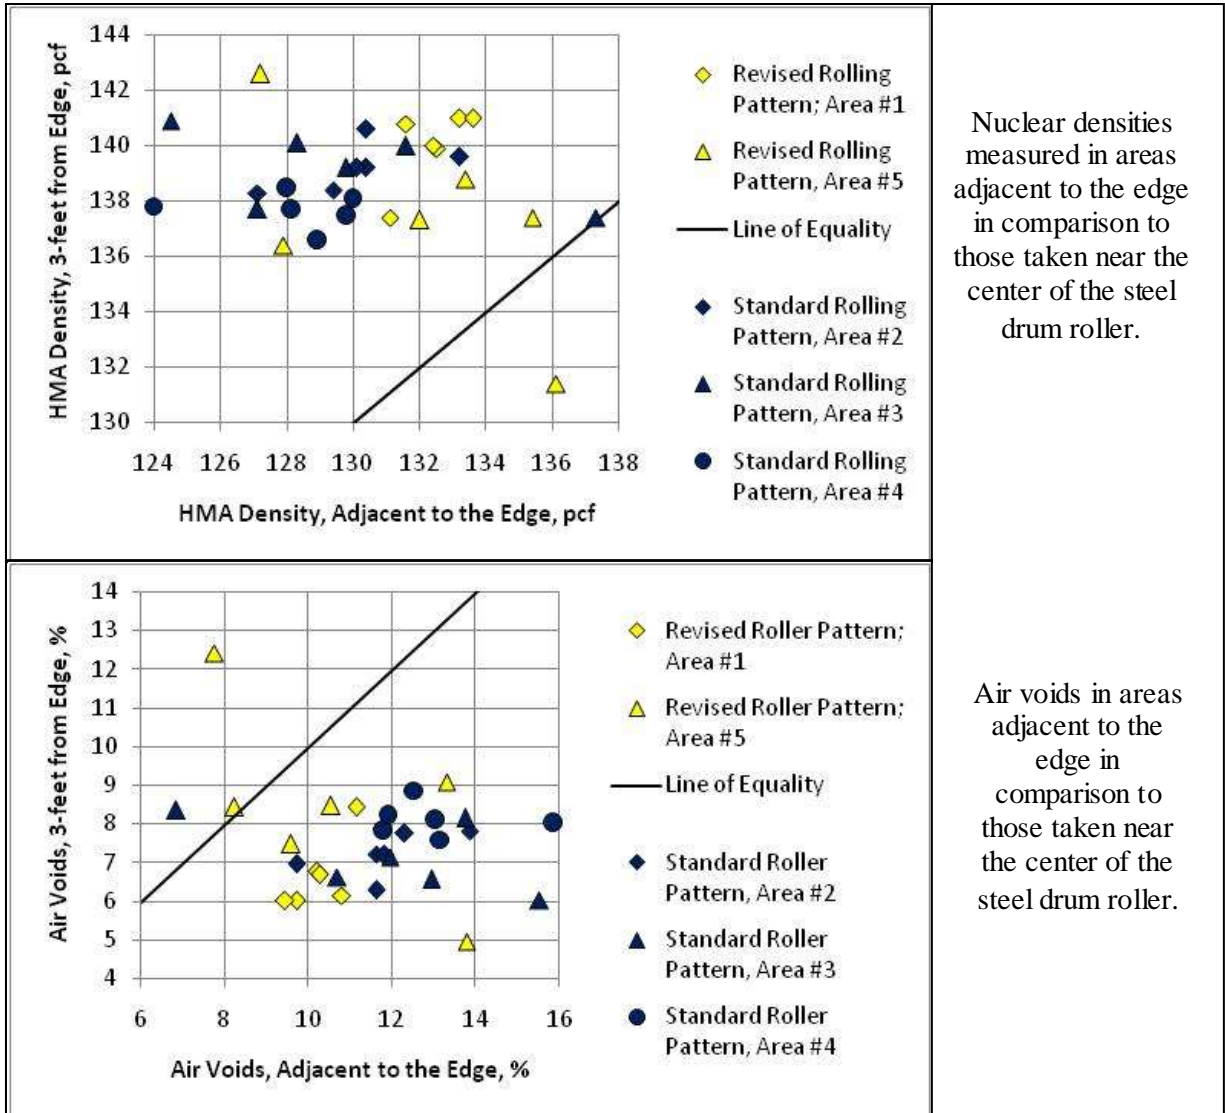 144
142
140
138
136
134
132
130
HMA Density, 3-feet from Edge, pcf
124 126 128 130 132 134 136 138
HMA Density, Adjacent to the Edge, pcf
Revised Rolling
Pattern; Area #1
Revised Rolling
Pattern, Area #5
Line of Equality
Standard Rolling
Pattern, Area #2
Standard Rolling
Pattern, Area #3
Standard Rolling
Pattern, Area #4
Nuclear densities
measured in areas
adjacent to the edge
in comparison to
those taken near the
center of the steel
drum roller.
14
13
12
11
10
9
8
7
6
5
4
Air Voids, 3-feet from Edge, %
6 8 10 12 14 16
Air Voids, Adjacent to the Edge, %
Revised Roller Pattern;
Area #1
Revised Roller Pattern;
Area #5
Line of Equality
Standard Roller
Pattern, Area #2
Standard Roller
Pattern, Area #3
Standard Roller
Pattern, Area #4
Air voids in areas
adjacent to the
edge in
comparison to
those taken near
the center of the
steel drum roller.